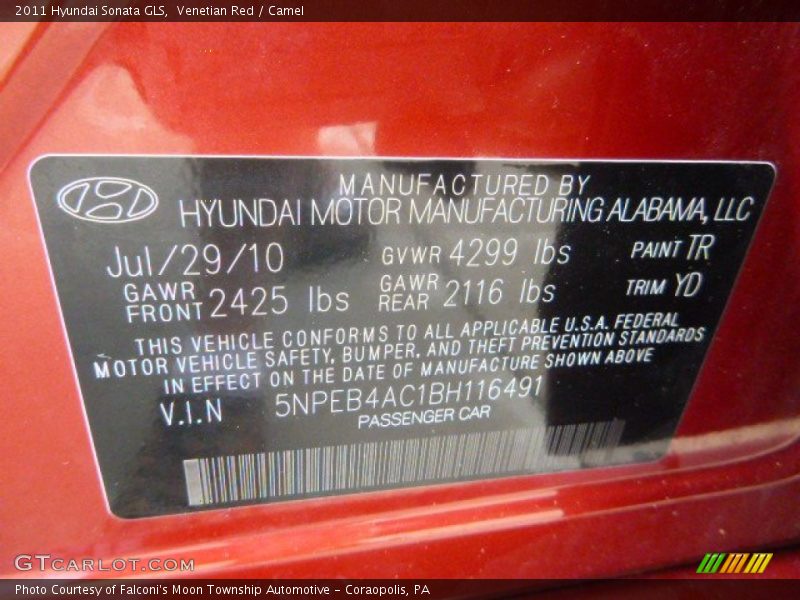 2011 Hyundai Sonata GLS, Venetian Red / Camel
MANUFACTURED BY
HYUNDAI MOTOR MANUFACTURING ALABAMA, LLC
Jul/29/10 GVWR 4299 lbs PAINT TR
GAWR FRONT 2425 lbs GAWR REAR 2116 lbs TRIM YD
THIS VEHICLE CONFORMS TO ALL APPLICABLE U.S.A. FEDERAL
MOTOR VEHICLE SAFETY, BUMPER, AND THEFT PREVENTION STANDARDS
IN EFFECT ON THE DATE OF MANUFACTURE SHOWN ABOVE
V.I.N 5NPEB4AC1BH116491
PASSENGER CAR
GTCARLOT.COM
Photo Courtesy of Falconi's Moon Township Automotive - Coraopolis, PA